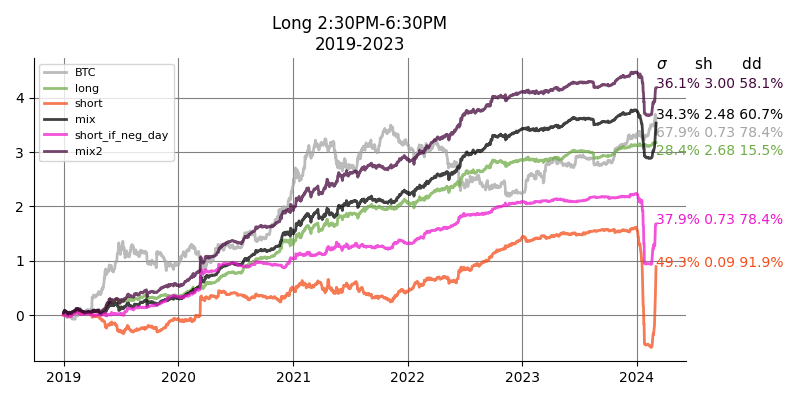 Long 2:30PM-6:30PM
2019-2023
σ sh dd
BTC
long
short
mix
short_if_neg_day
mix2
36.1% 3.00 58.1%
34.3% 2.48 60.7%
67.9% 0.73 78.4%
28.4% 2.68 15.5%
37.9% 0.73 78.4%
49.3% 0.09 91.9%
4
3
2
1
0
2019 2020 2021 2022 2023 2024